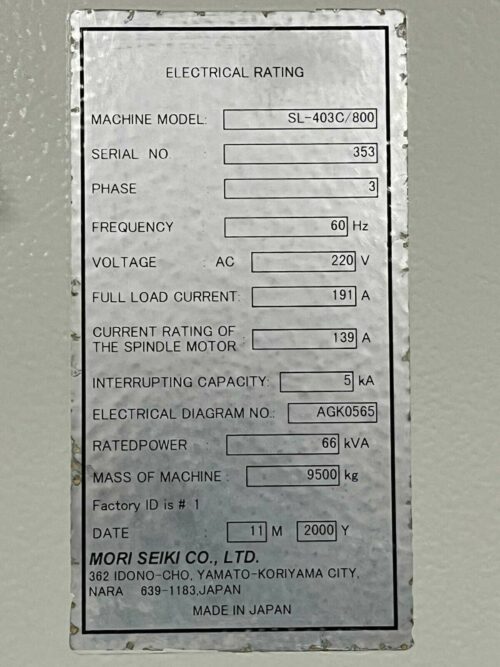 ELECTRICAL RATING
MACHINE MODEL: SL-403C/800
SERIAL NO. : 353
PHASE : 3
FREQUENCY : 60 Hz
VOLTAGE : AC 220 V
FULL LOAD CURRENT: 191 A
CURRENT RATING OF
THE SPINDLE MOTOR : 139 A
INTERRUPTING CAPACITY: 5 kA
ELECTRICAL DIAGRAM NO.: AGK0565
RATEDPOWER : 66 kVA
MASS OF MACHINE : 9500 kg
Factory ID is # 1
DATE : 11 M 2000 Y
MORI SEIKI CO., LTD.
362 IDONO-CHO, YAMATO-KORIYAMA CITY,
NARA 639-1183,JAPAN
MADE IN JAPAN